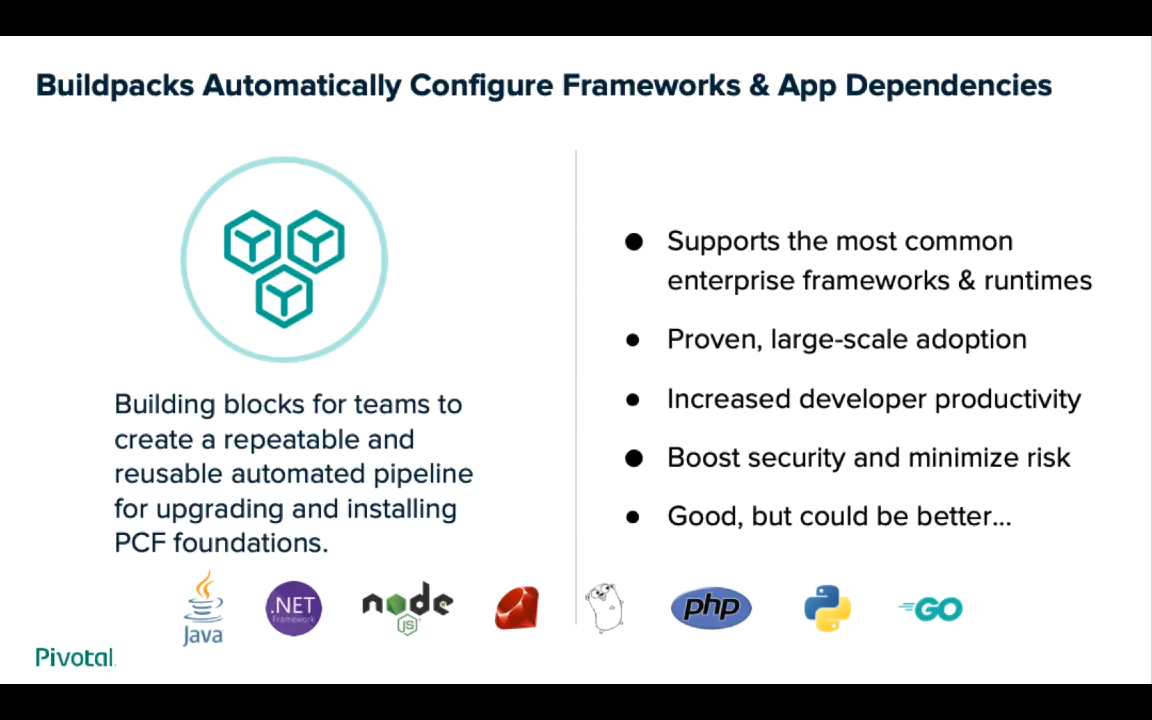 Buildpacks Automatically Configure Frameworks & App Dependencies
Building blocks for teams to
create a repeatable and
reusable automated pipeline
for upgrading and installing
PCF foundations.
● Supports the most common
enterprise frameworks & runtimes
● Proven, large-scale adoption
● Increased developer productivity
● Boost security and minimize risk
● Good, but could be better...
Java
.NET
Framework
node
JS
php
GO
Pivotal